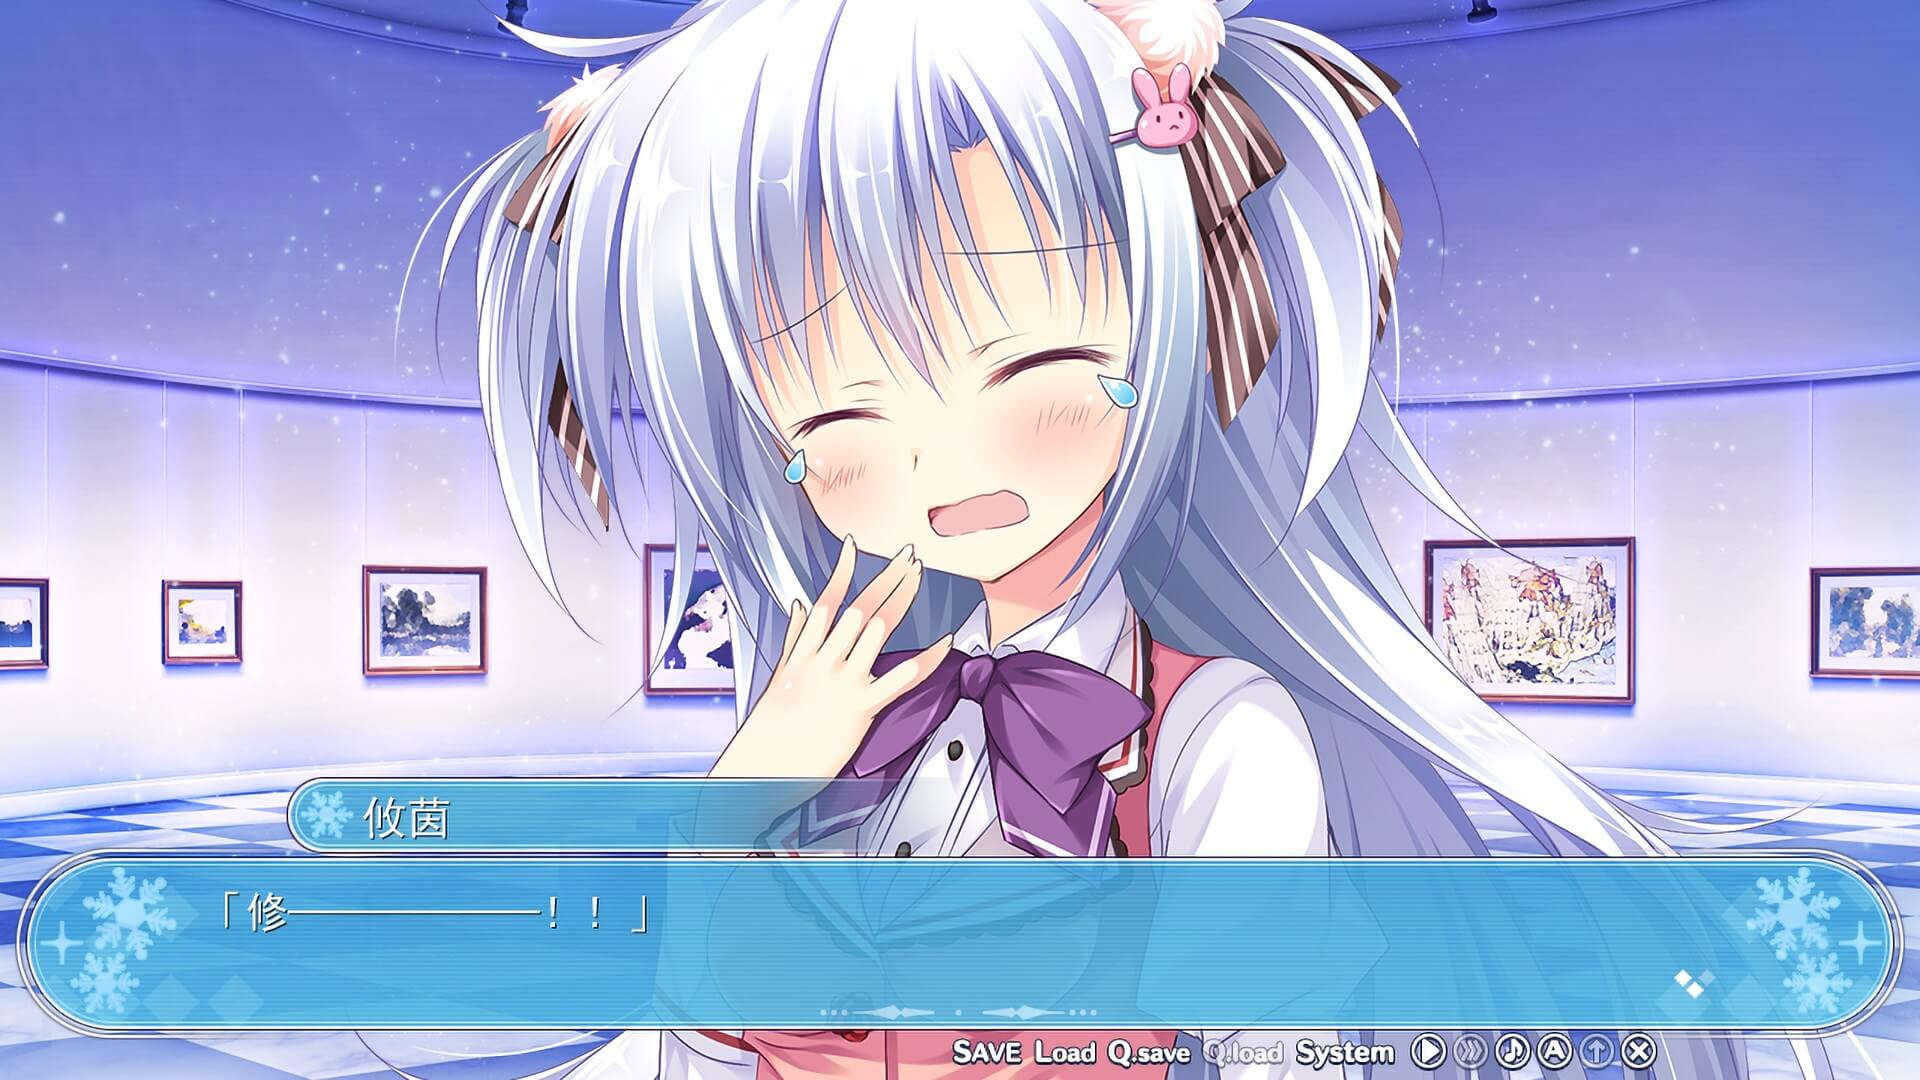 攸茵
「修──────！！」
SAVE Load Q.save Q.load System